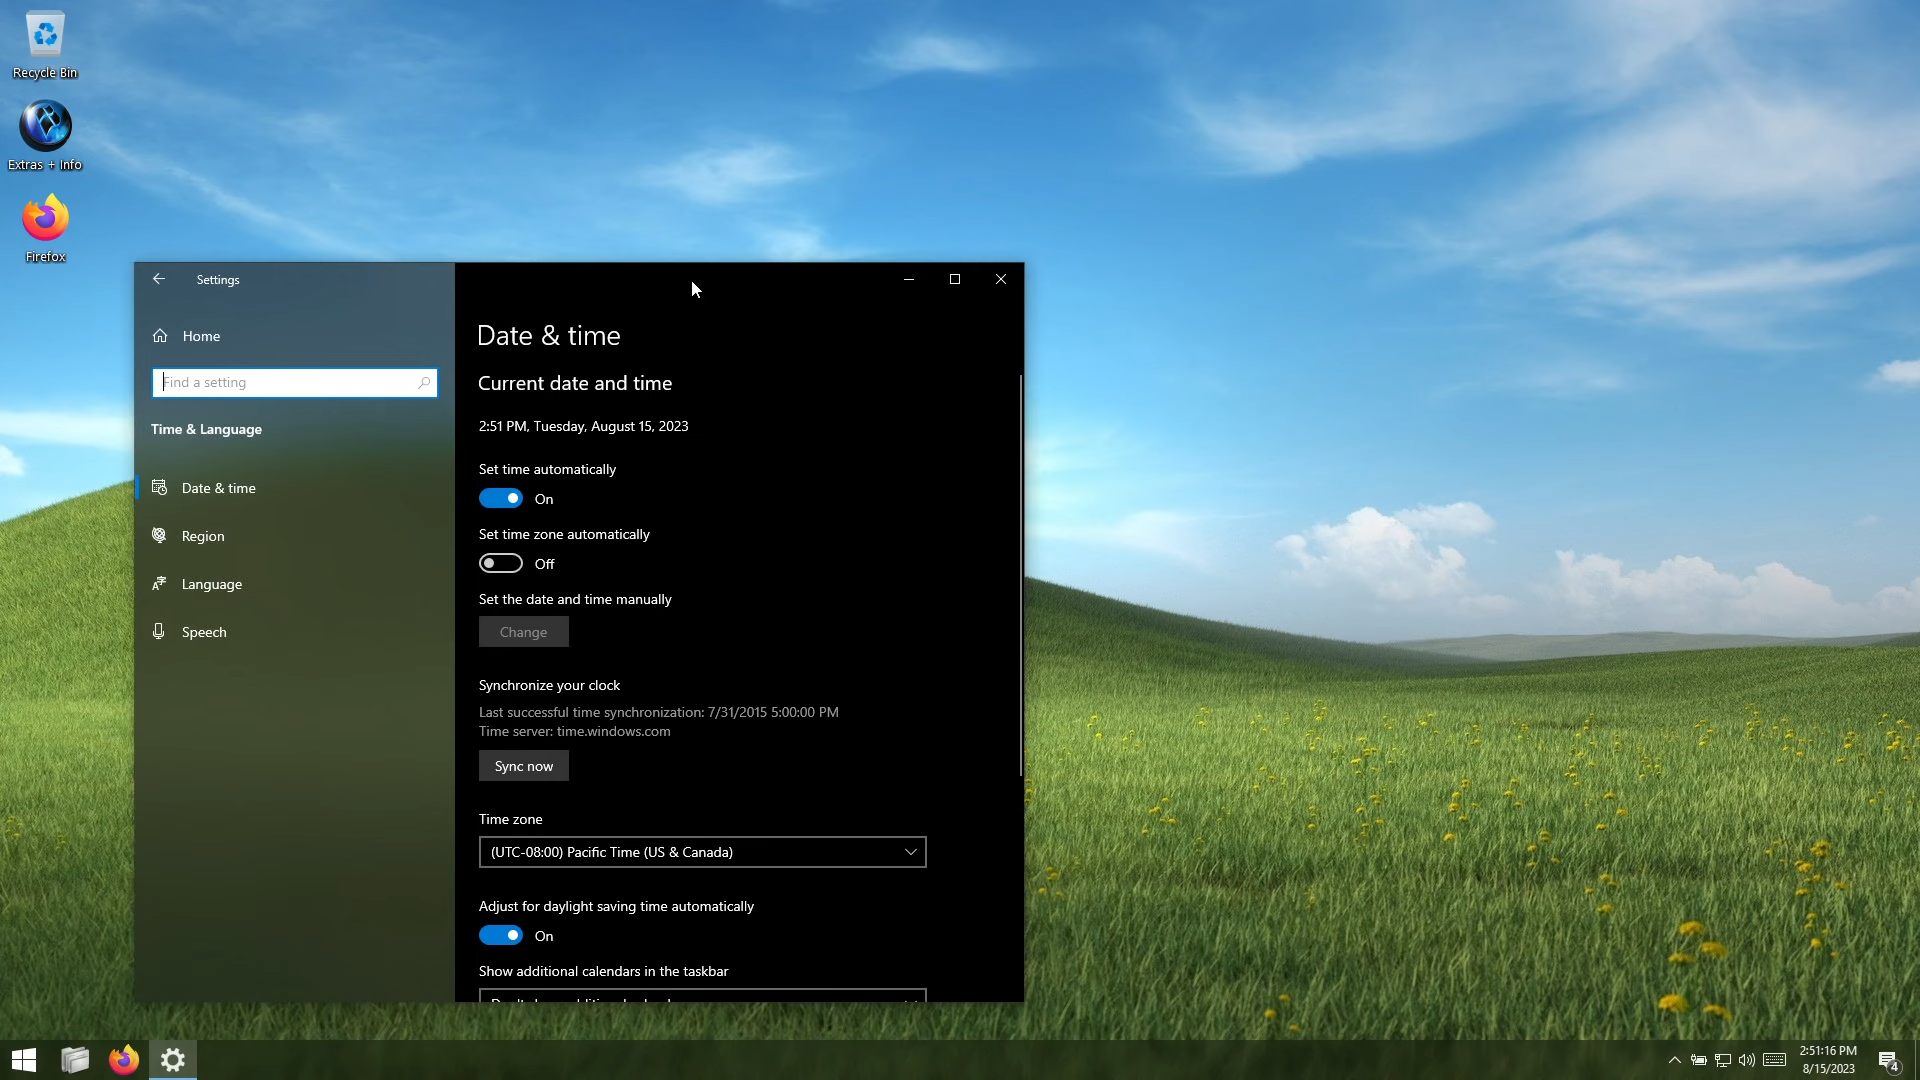 Recycle Bin
Extras + Info
Firefox
Settings
Home
Find a setting
Time & Language
Date & time
Region
Language
Speech
Date & time
Current date and time
2:51 PM, Tuesday, August 15, 2023
Set time automatically
On
Set time zone automatically
Off
Set the date and time manually
Change
Synchronize your clock
Last successful time synchronization: 7/31/2015 5:00:00 PM
Time server: time.windows.com
Sync now
Time zone
(UTC-08:00) Pacific Time (US & Canada)
Adjust for daylight saving time automatically
On
Show additional calendars in the taskbar
2:51:16 PM
8/15/2023
4